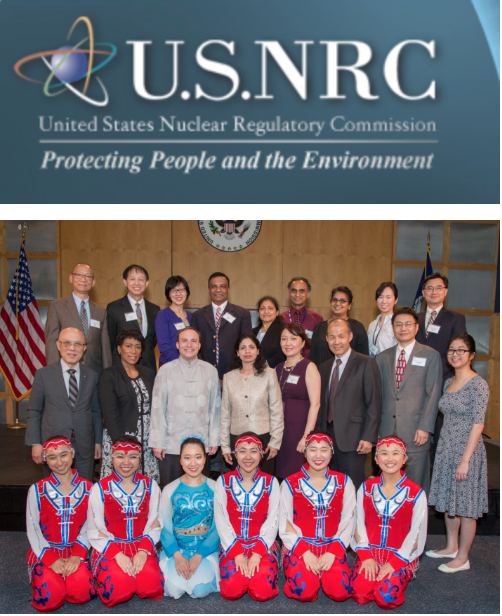 U.S.NRC
United States Nuclear Regulatory Commission
Protecting People and the Environment